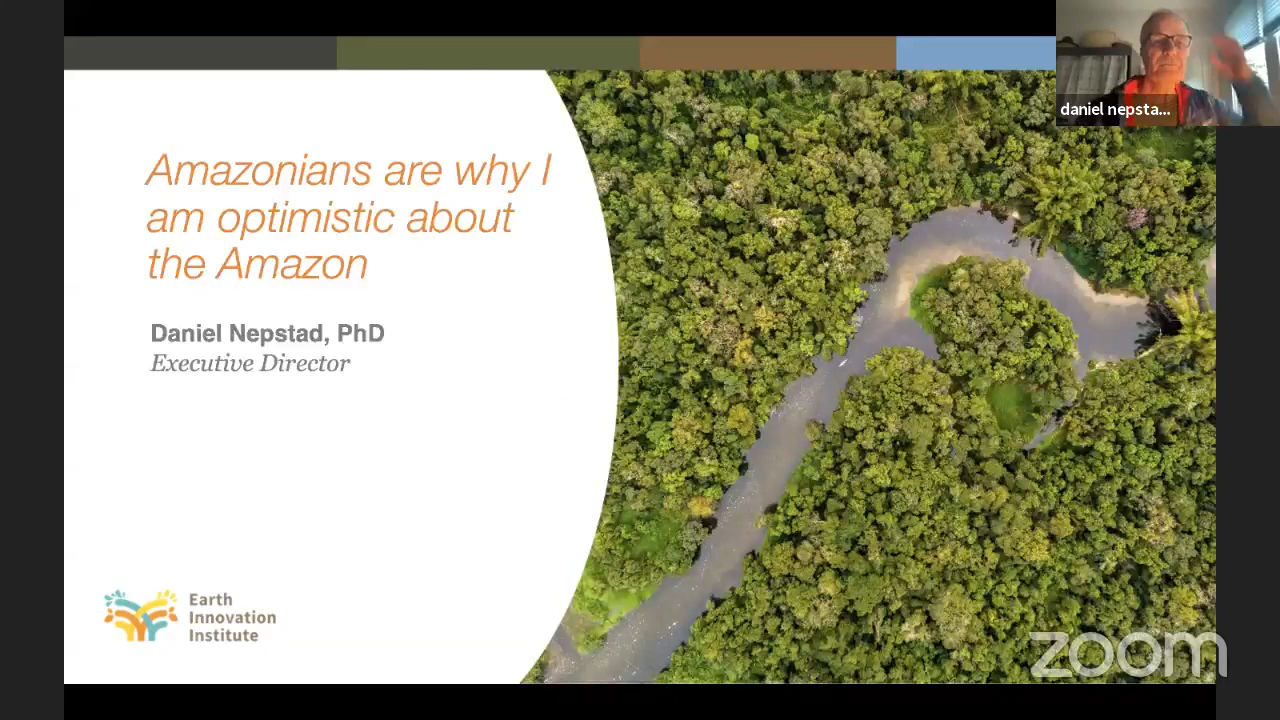 daniel nepsta...
Amazonians are why I
am optimistic about
the Amazon
Daniel Nepstad, PhD
Executive Director
Earth
Innovation
Institute
zoom